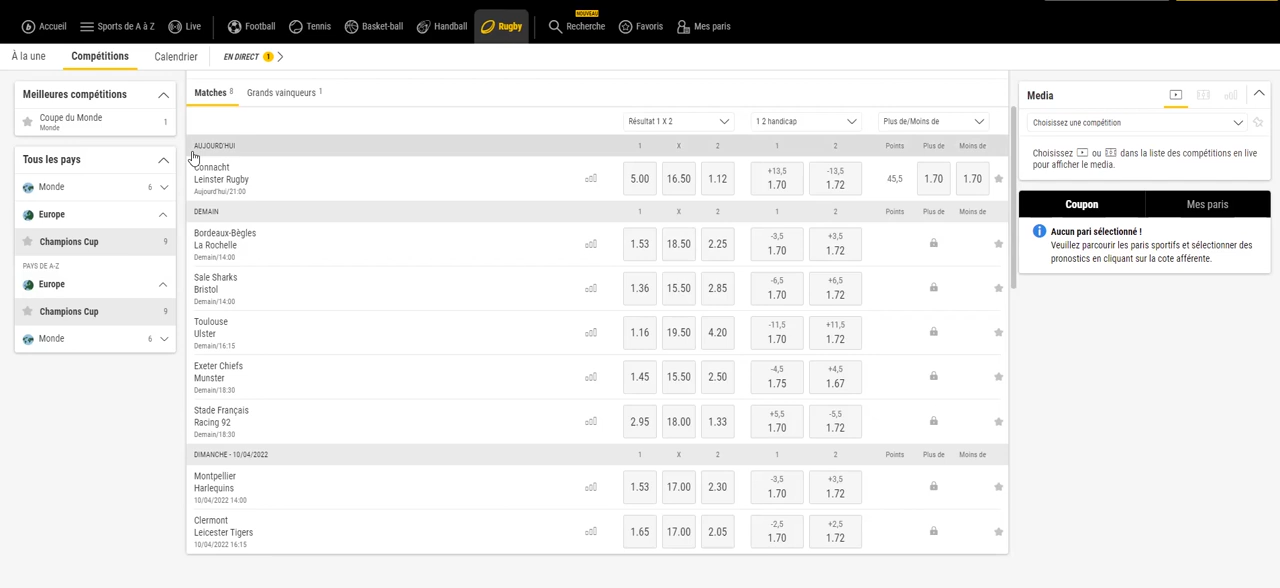 Accueil Sports de A à Z Live Football Tennis Basket-ball Handball Rugby NOUVEAU Recherche Favoris Mes paris
À la une Compétitions Calendrier EN DIRECT 1
Meilleures compétitions
Coupe du Monde 1
Monde
Tous les pays
Monde 6
Europe
Champions Cup 9
PAYS DE A-Z
Europe
Champions Cup 9
Monde 6
Matches 8 Grands vainqueurs 1
Résultat 1 X 2 1 2 handicap Plus de/Moins de
AUJOURD'HUI 1 X 2 1 2 Points Plus de Moins de
Connacht
Leinster Rugby
Aujourd'hui/21:00
5.00 16.50 1.12 +13,5 1.70 -13,5 1.72 45,5 1.70 1.70
DEMAIN 1 X 2 1 2 Points Plus de Moins de
Bordeaux-Bègles
La Rochelle
Demain/14:00
1.53 18.50 2.25 -3,5 1.70 +3,5 1.72
Sale Sharks
Bristol
Demain/14:00
1.36 15.50 2.85 -6,5 1.70 +6,5 1.72
Toulouse
Ulster
Demain/16:15
1.16 19.50 4.20 -11,5 1.70 +11,5 1.72
Exeter Chiefs
Munster
Demain/18:30
1.45 15.50 2.50 -4,5 1.75 +4,5 1.67
Stade Français
Racing 92
Demain/18:30
2.95 18.00 1.33 +5,5 1.70 -5,5 1.72
DIMANCHE - 10/04/2022 1 X 2 1 2 Points Plus de Moins de
Montpellier
Harlequins
10/04/2022 14:00
1.53 17.00 2.30 -3,5 1.70 +3,5 1.72
Clermont
Leicester Tigers
10/04/2022 16:15
1.65 17.00 2.05 -2,5 1.70 +2,5 1.72
Media
Choisissez une compétition
Choisissez ou dans la liste des compétitions en live
pour afficher le media.
Coupon Mes paris
Aucun pari sélectionné !
Veuillez parcourir les paris sportifs et sélectionner des
pronostics en cliquant sur la cote afférente.